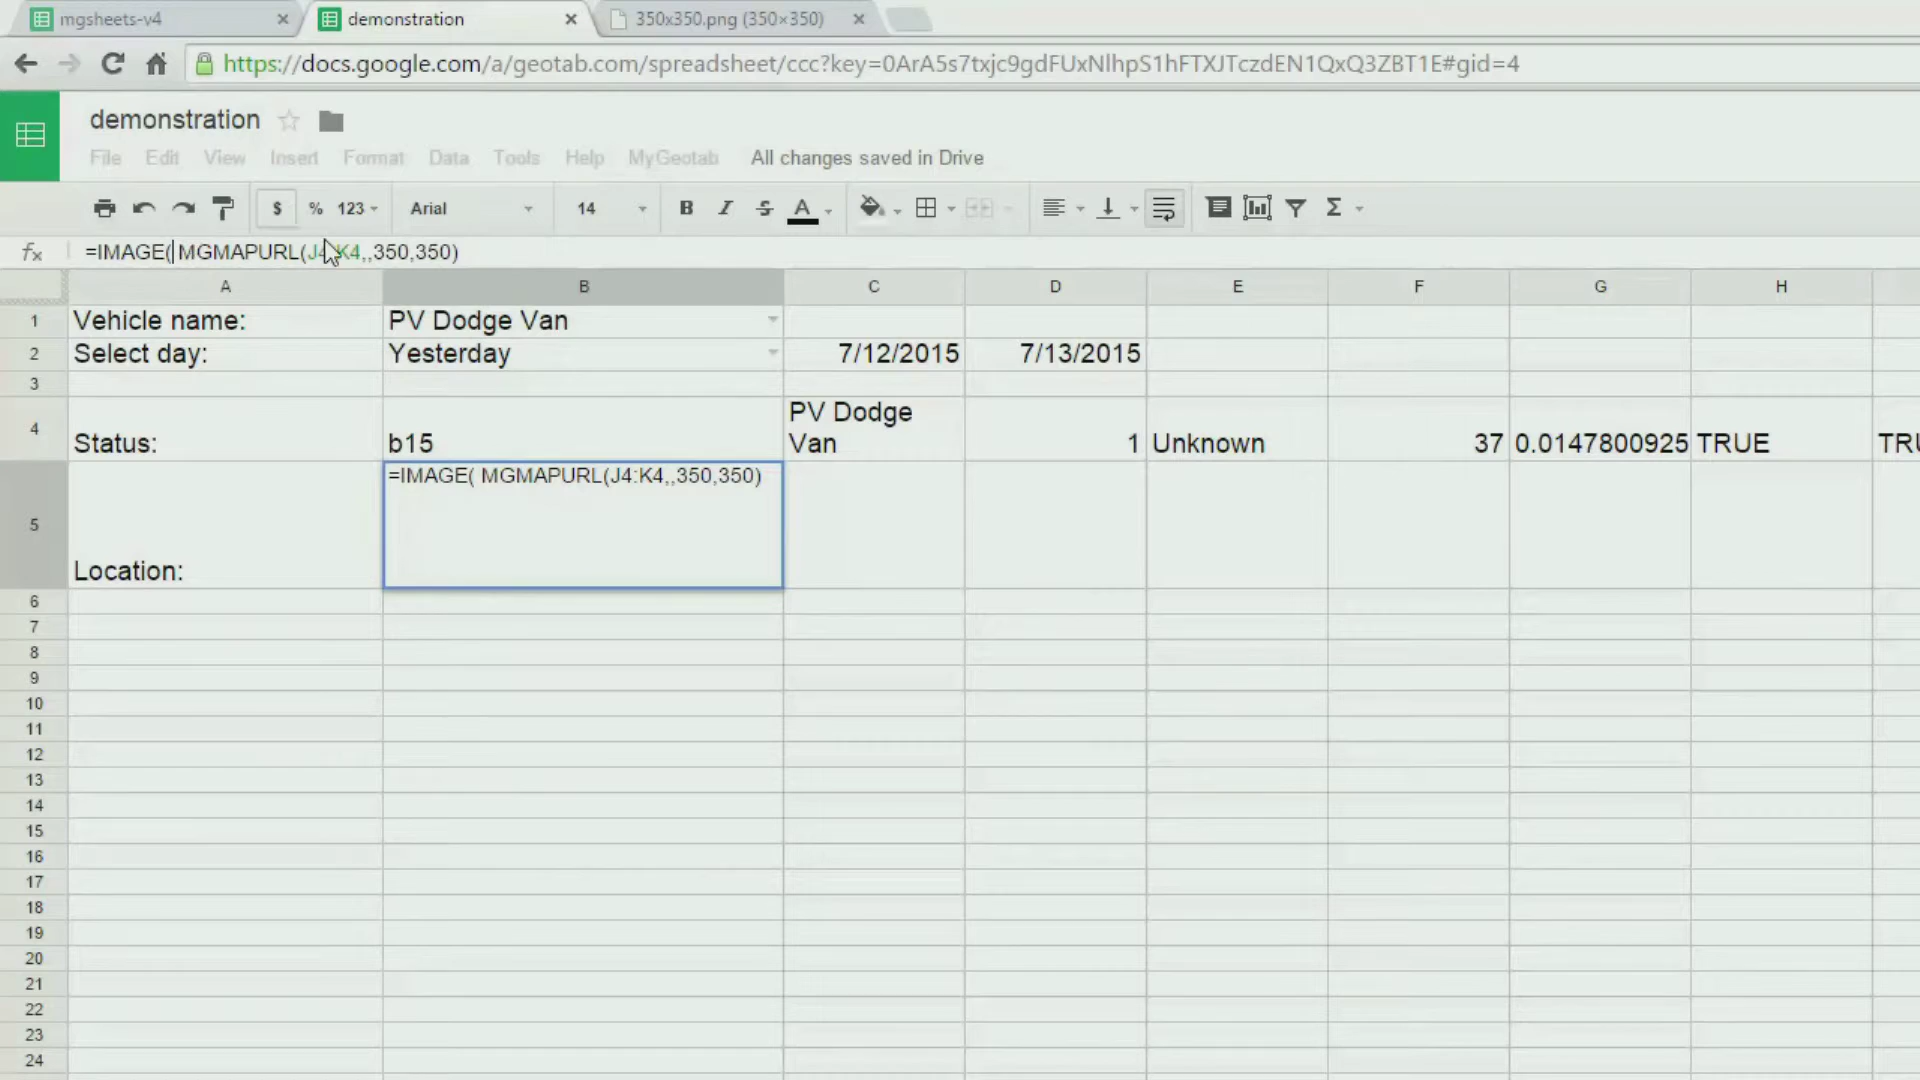 mgsheets-v4
demonstration
350x350.png (350×350)
https://docs.google.com/a/geotab.com/spreadsheet/ccc?key=0ArA5s7txjc9gdFUxNlhpS1hFTXJTczdEN1QxQ3ZBT1E#gid=4
demonstration
File Edit View Insert Format Data Tools Help MyGeotab All changes saved in Drive
$ % 123 Arial 14 B I S A Σ
fx =IMAGE( MGMAPURL(J4:K4,,350,350)
A B C D E F G H
1 Vehicle name: PV Dodge Van
2 Select day: Yesterday 7/12/2015 7/13/2015
3
4 Status: b15 PV Dodge Van 1 Unknown 37 0.0147800925 TRUE TRU
5 Location: =IMAGE( MGMAPURL(J4:K4,,350,350)
6
7
8
9
10
11
12
13
14
15
16
17
18
19
20
21
22
23
24